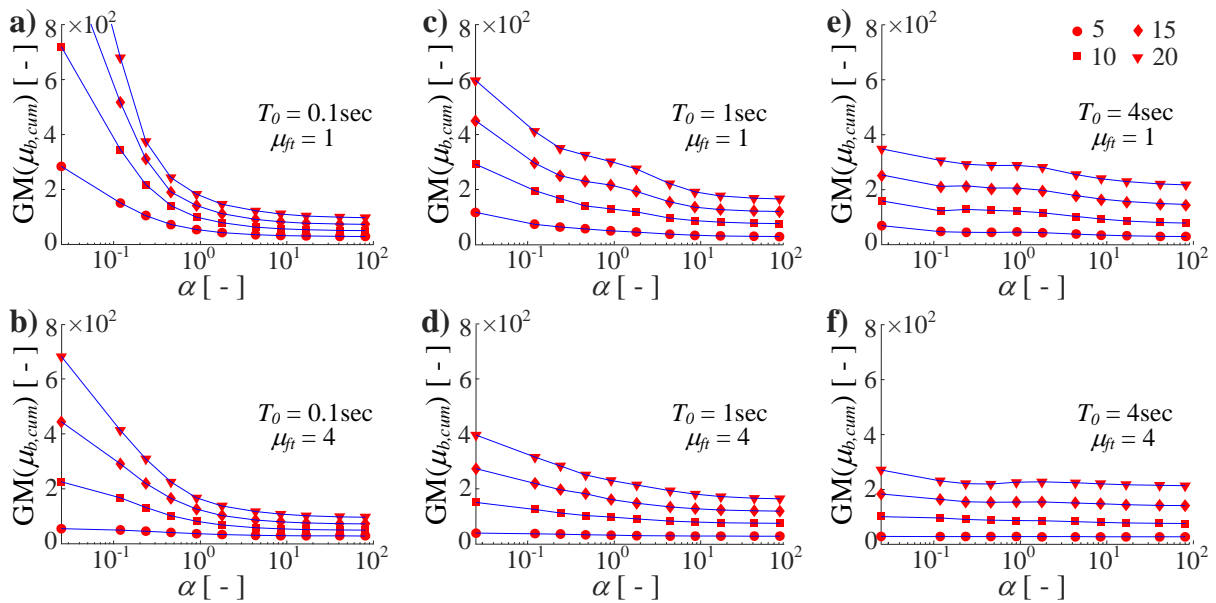 a)
×10²
8
6
4
2
0
GM(μb,cum) [ - ]
T0 = 0.1sec
μft = 1
10⁻¹ 10⁰ 10¹ 10²
α [ - ]
c)
8
6
4
2
0
GM(μb,cum) [ - ]
×10²
T0 = 1sec
μft = 1
10⁻¹ 10⁰ 10¹ 10²
α [ - ]
e)
8
6
4
2
0
GM(μb,cum) [ - ]
×10²
5 15
10 20
T0 = 4sec
μft = 1
10⁻¹ 10⁰ 10¹ 10²
α [ - ]
b)
8
6
4
2
0
GM(μb,cum) [ - ]
×10²
T0 = 0.1sec
μft = 4
10⁻¹ 10⁰ 10¹ 10²
α [ - ]
d)
8
6
4
2
0
GM(μb,cum) [ - ]
×10²
T0 = 1sec
μft = 4
10⁻¹ 10⁰ 10¹ 10²
α [ - ]
f)
8
6
4
2
0
GM(μb,cum) [ - ]
×10²
T0 = 4sec
μft = 4
10⁻¹ 10⁰ 10¹ 10²
α [ - ]